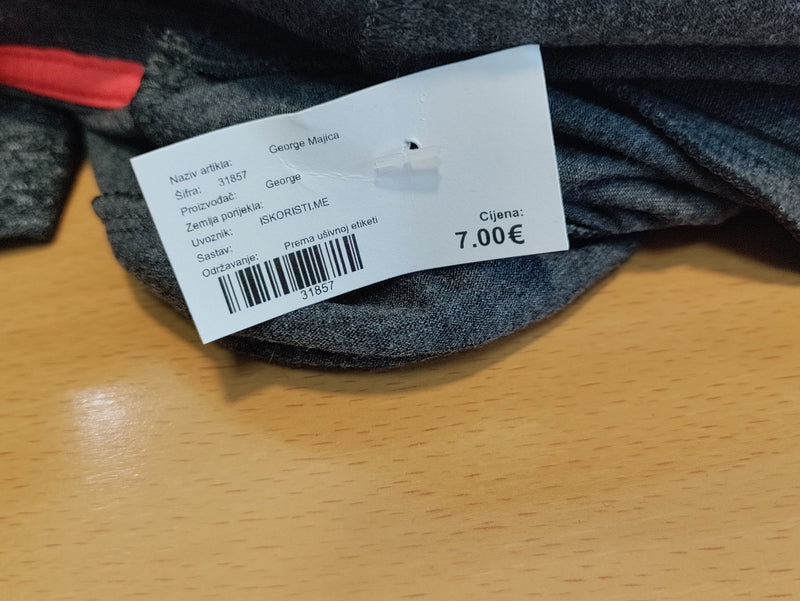 Naziv artikla: George Majica
Šifra: 31857
Proizvođač: George
Zemlja porijekla:
Uvoznik: ISKORISTI.ME
Sastav:
Održavanje: Prema ušivnoj etiketi
31857
Cijena:
7.00€